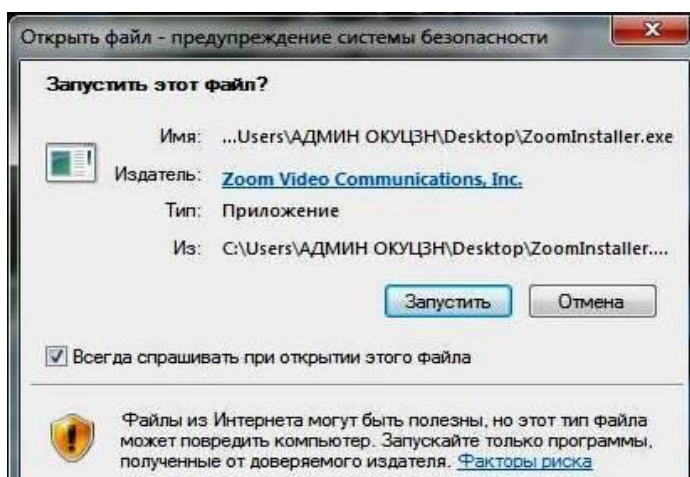 Открыть файл - предупреждение системы безопасности
Запустить этот файл?
Имя: ...Users\АДМИН ОКУЦЗН\Desktop\ZoomInstaller.exe
Издатель: Zoom Video Communications, Inc.
Тип: Приложение
Из: C:\Users\АДМИН ОКУЦЗН\Desktop\ZoomInstaller....
Запустить Отмена
Всегда спрашивать при открытии этого файла
Файлы из Интернета могут быть полезны, но этот тип файла
может повредить компьютер. Запускайте только программы,
полученные от доверяемого издателя. Факторы риска